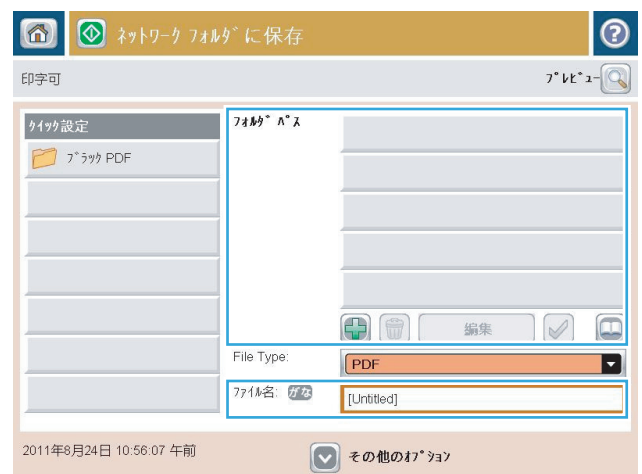 ﾈｯﾄﾜｰｸ ﾌｫﾙﾀﾞに保存
印字可
ﾌﾟﾚﾋﾞｭｰ
ｸｲｯｸ設定
ﾌﾞﾗｯｸ PDF
ﾌｫﾙﾀﾞ ﾊﾟｽ
編集
File Type:
PDF
ﾌｧｲﾙ名: がな
[Untitled]
2011年8月24日 10:56:07 午前
その他のｵﾌﾟｼｮﾝ